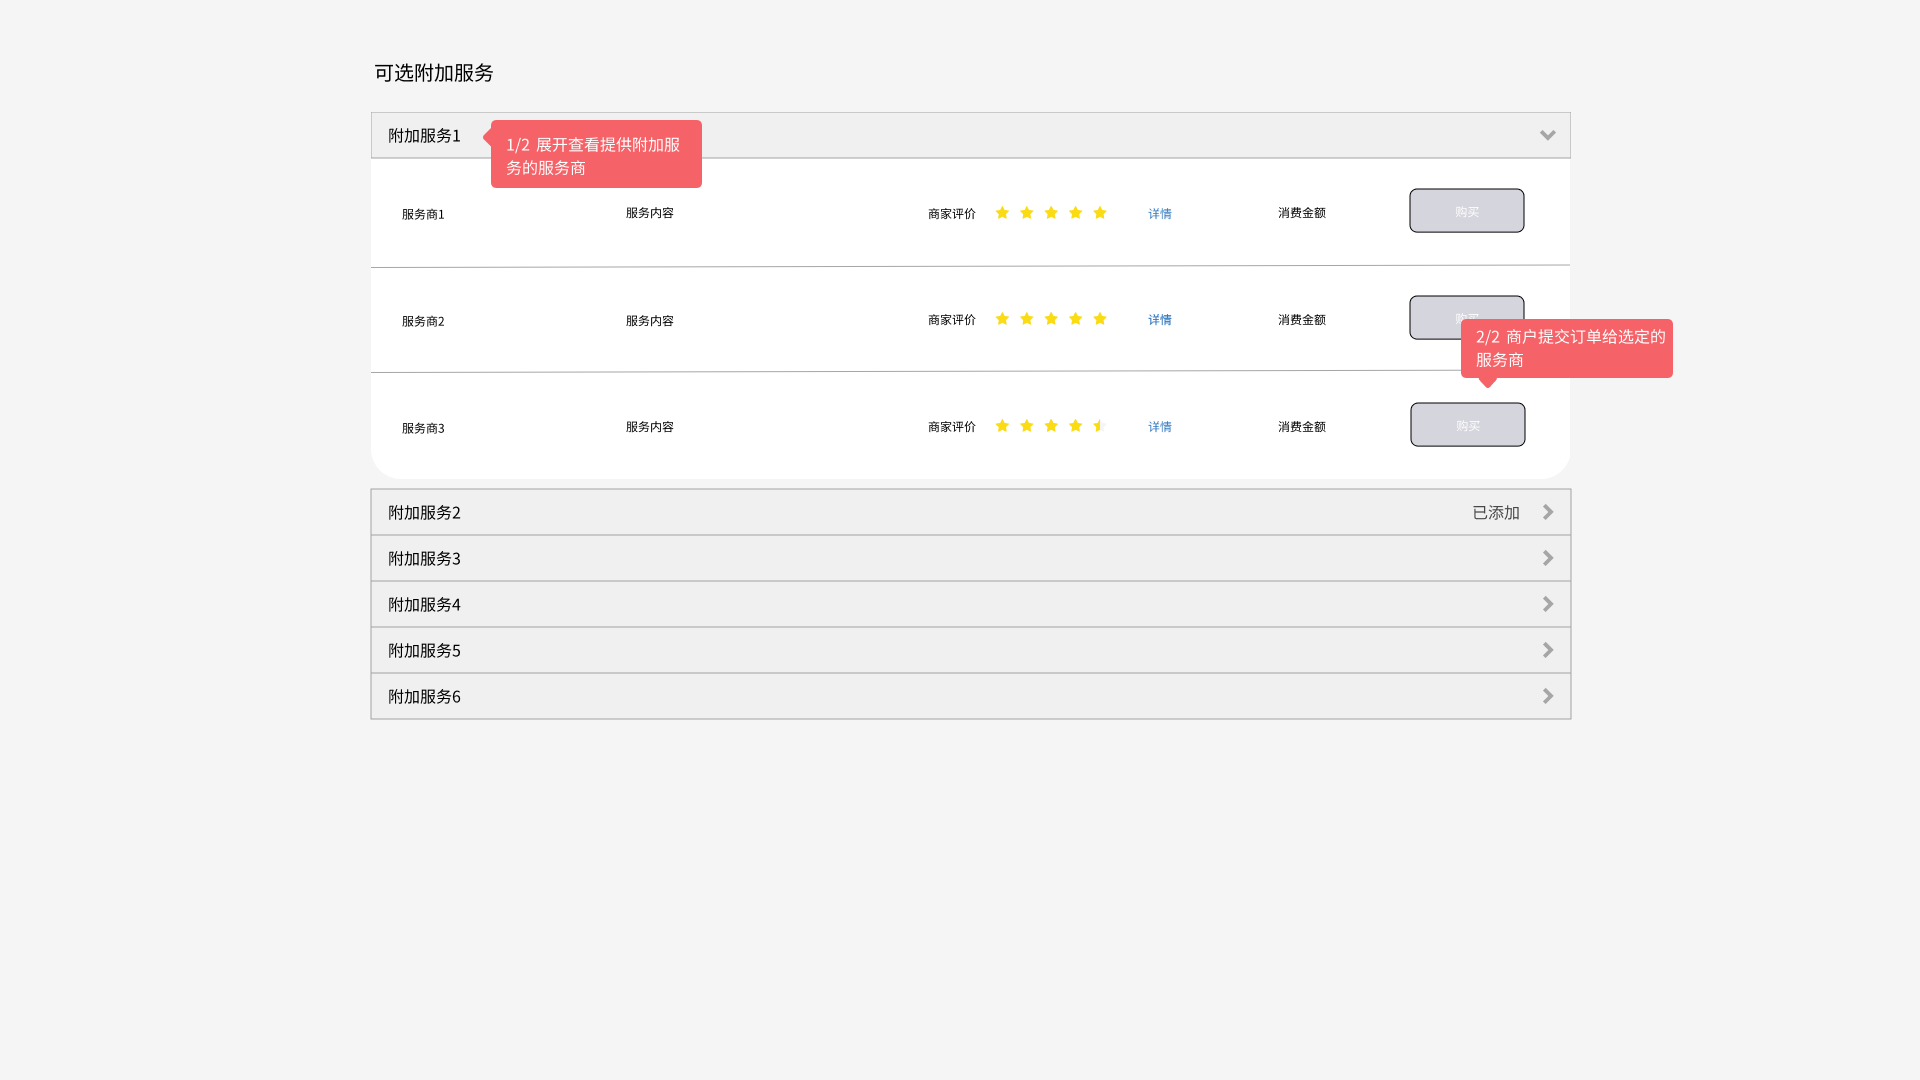 可选附加服务
附加服务1
1/2 展开查看提供附加服
务的服务商
服务商1 服务内容 商家评价 详情 消费金额 购买
服务商2 服务内容 商家评价 详情 消费金额 购买
2/2 商户提交订单给选定的
服务商
服务商3 服务内容 商家评价 详情 消费金额 购买
附加服务2 已添加
附加服务3
附加服务4
附加服务5
附加服务6